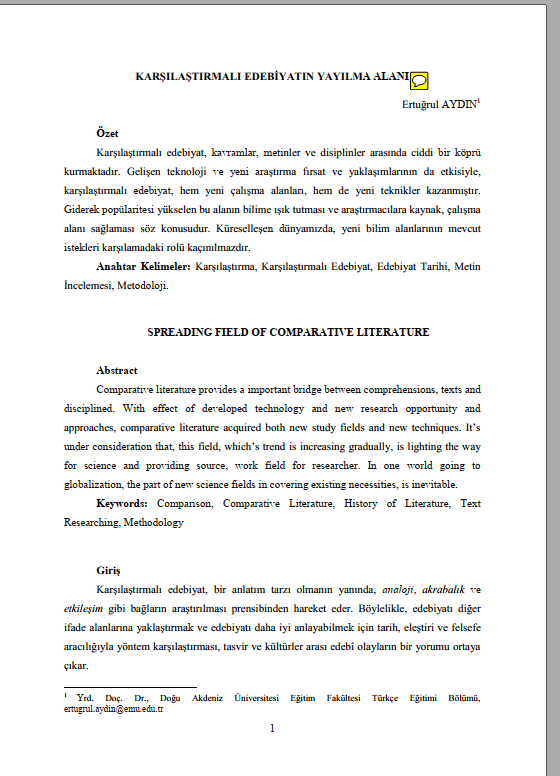 KARŞILAŞTIRMALI EDEBİYATIN YAYILMA ALANI
Ertuğrul AYDIN¹
Özet
Karşılaştırmalı edebiyat, kavramlar, metinler ve disiplinler arasında ciddi bir köprü
kurmaktadır. Gelişen teknoloji ve yeni araştırma fırsat ve yaklaşımlarının da etkisiyle,
karşılaştırmalı edebiyat, hem yeni çalışma alanları, hem de yeni teknikler kazanmıştır.
Giderek popülaritesi yükselen bu alanın bilime ışık tutması ve araştırmacılara kaynak, çalışma
alanı sağlaması söz konusudur. Küreselleşen dünyamızda, yeni bilim alanlarının mevcut
istekleri karşılamadaki rolü kaçınılmazdır.
Anahtar Kelimeler: Karşılaştırma, Karşılaştırmalı Edebiyat, Edebiyat Tarihi, Metin
İncelemesi, Metodoloji.
SPREADING FIELD OF COMPARATIVE LITERATURE
Abstract
Comparative literature provides a important bridge between comprehensions, texts and
disciplined. With effect of developed technology and new research opportunity and
approaches, comparative literature acquired both new study fields and new techniques. It's
under consideration that, this field, which's trend is increasing gradually, is lighting the way
for science and providing source, work field for researcher. In one world going to
globalization, the part of new science fields in covering existing necessities, is inevitable.
Keywords: Comparison, Comparative Literature, History of Literature, Text
Researching, Methodology
Giriş
Karşılaştırmalı edebiyat, bir anlatım tarzı olmanın yanında, analoji, akrabalık ve
etkileşim gibi bağların araştırılması prensibinden hareket eder. Böylelikle, edebiyatı diğer
ifade alanlarına yaklaştırmak ve edebiyatı daha iyi anlayabilmek için tarih, eleştiri ve felsefe
aracılığıyla yöntem karşılaştırması, tasvir ve kültürler arası edebî olayların bir yorumu ortaya
çıkar.
¹ Yrd. Doç. Dr., Doğu Akdeniz Üniversitesi Eğitim Fakültesi Türkçe Eğitimi Bölümü,
ertugrul.aydin@emu.edu.tr
1